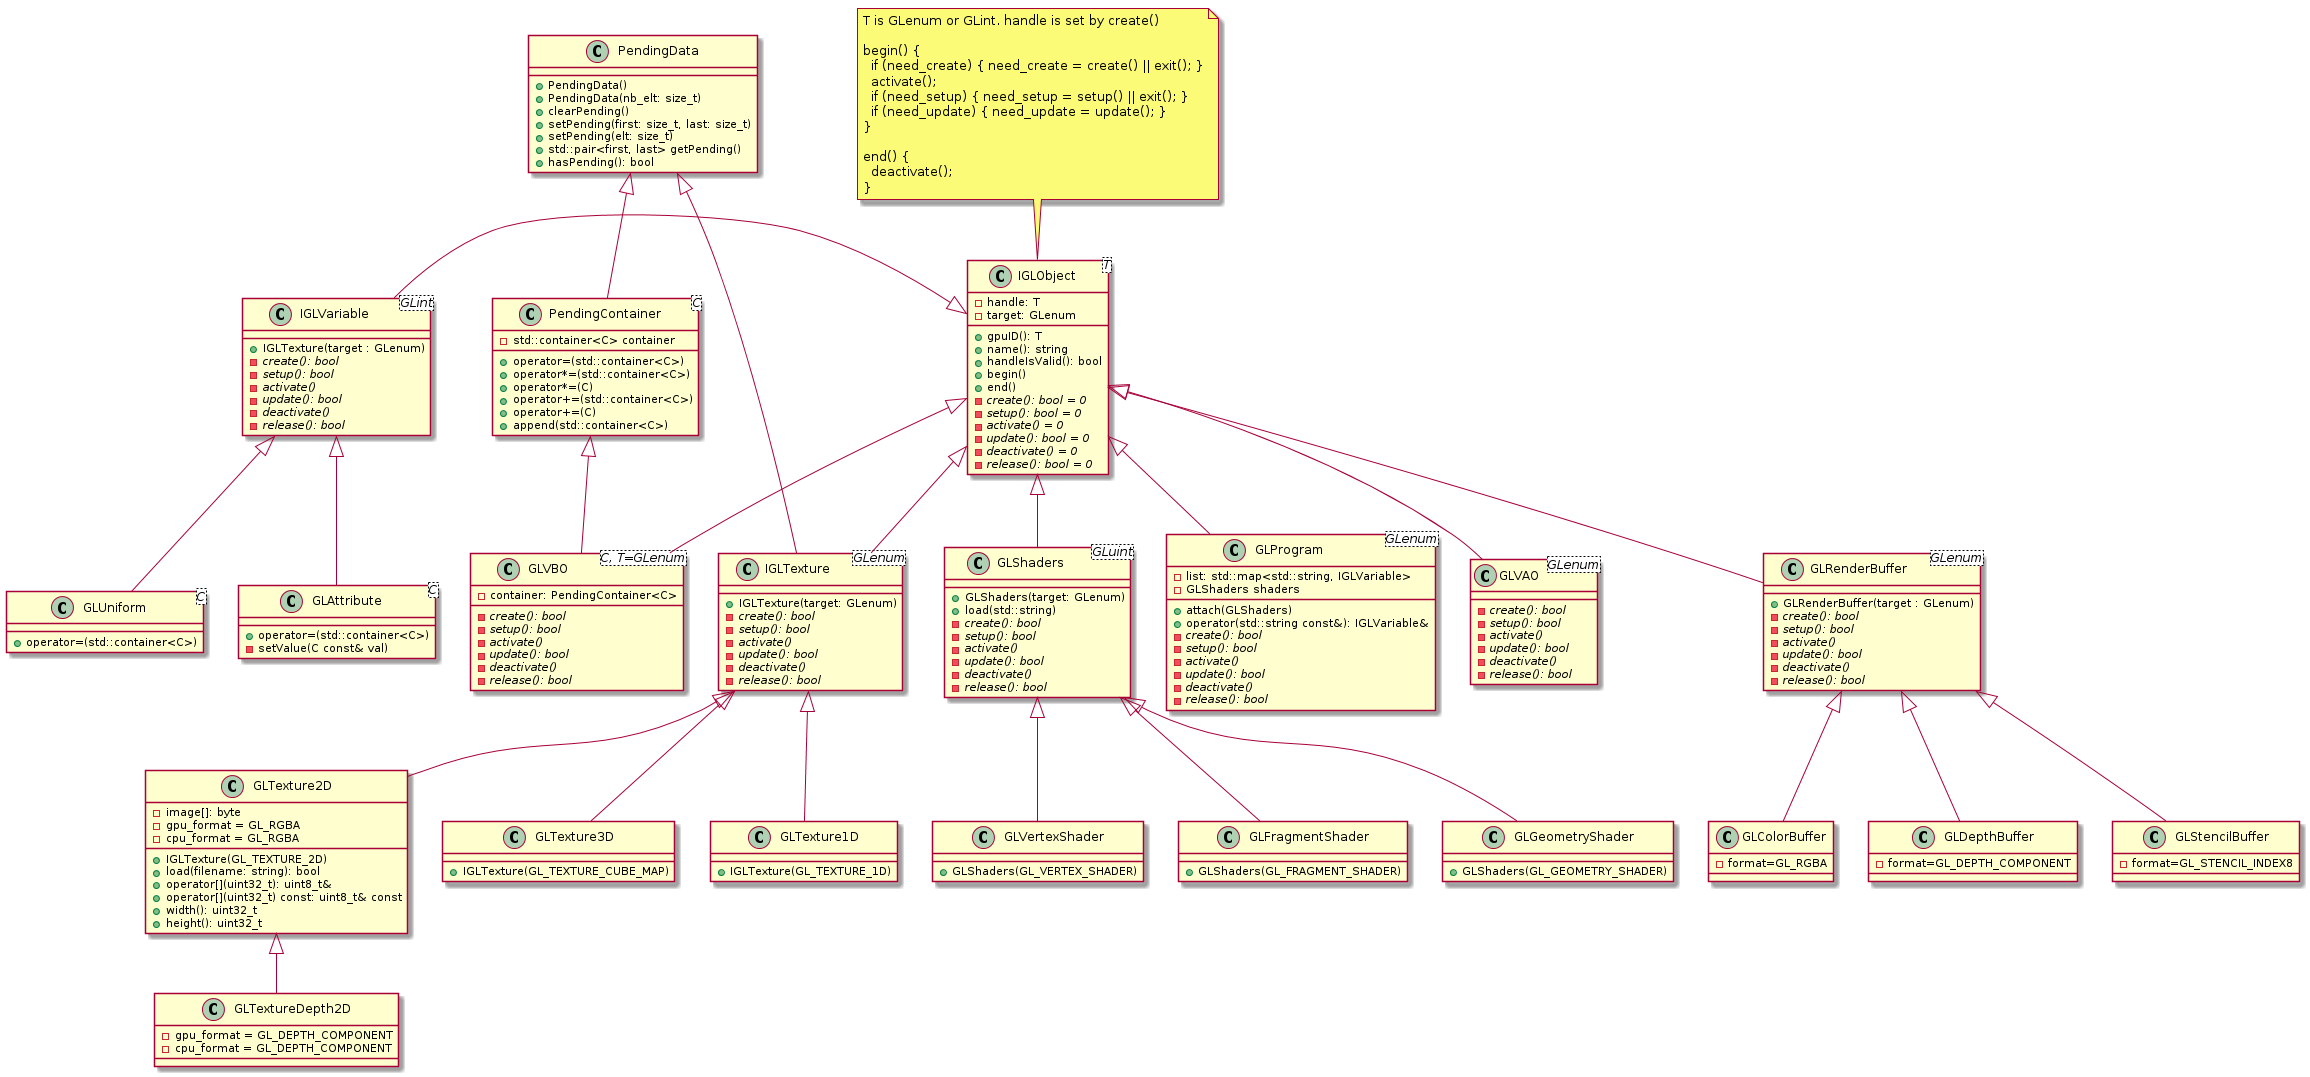 T is GLenum or GLint. handle is set by create()
begin() {
if (need_create) { need_create = create() || exit(); }
activate();
if (need_setup) { need_setup = setup() || exit(); }
if (need_update) { need_update = update(); }
}
end() {
deactivate();
}
C PendingData
PendingData()
PendingData(nb_elt: size_t)
clearPending()
setPending(first: size_t, last: size_t)
setPending(elt: size_t)
std::pair<first, last> getPending()
hasPending(): bool
C IGLObject T
handle: T
target: GLenum
gpuID(): T
name(): string
handleIsValid(): bool
begin()
end()
create(): bool = 0
setup(): bool = 0
activate() = 0
update(): bool = 0
deactivate() = 0
release(): bool = 0
C IGLVariable GLint
IGLTexture(target : GLenum)
create(): bool
setup(): bool
activate()
update(): bool
deactivate()
release(): bool
C PendingContainer C
std::container<C> container
operator=(std::container<C>)
operator*=(std::container<C>)
operator*=(C)
operator+=(std::container<C>)
operator+=(C)
append(std::container<C>)
C GLUniform C
operator=(std::container<C>)
C GLAttribute C
operator=(std::container<C>)
setValue(C const& val)
C GLVBO C, T=GLenum
container: PendingContainer<C>
create(): bool
setup(): bool
activate()
update(): bool
deactivate()
release(): bool
C IGLTexture GLenum
IGLTexture(target: GLenum)
create(): bool
setup(): bool
activate()
update(): bool
deactivate()
release(): bool
C GLShaders GLuint
GLShaders(target: GLenum)
load(std::string)
create(): bool
setup(): bool
activate()
update(): bool
deactivate()
release(): bool
C GLProgram GLenum
list: std::map<std::string, IGLVariable>
GLShaders shaders
attach(GLShaders)
operator(std::string const&): IGLVariable&
create(): bool
setup(): bool
activate()
update(): bool
deactivate()
release(): bool
C GLVAO GLenum
create(): bool
setup(): bool
activate()
update(): bool
deactivate()
release(): bool
C GLRenderBuffer GLenum
GLRenderBuffer(target : GLenum)
create(): bool
setup(): bool
activate()
update(): bool
deactivate()
release(): bool
C GLTexture2D
image[]: byte
gpu_format = GL_RGBA
cpu_format = GL_RGBA
IGLTexture(GL_TEXTURE_2D)
load(filename: string): bool
operator[](uint32_t): uint8_t&
operator[](uint32_t) const: uint8_t& const
width(): uint32_t
height(): uint32_t
C GLTexture3D
IGLTexture(GL_TEXTURE_CUBE_MAP)
C GLTexture1D
IGLTexture(GL_TEXTURE_1D)
C GLVertexShader
GLShaders(GL_VERTEX_SHADER)
C GLFragmentShader
GLShaders(GL_FRAGMENT_SHADER)
C GLGeometryShader
GLShaders(GL_GEOMETRY_SHADER)
C GLColorBuffer
format=GL_RGBA
C GLDepthBuffer
format=GL_DEPTH_COMPONENT
C GLStencilBuffer
format=GL_STENCIL_INDEX8
C GLTextureDepth2D
gpu_format = GL_DEPTH_COMPONENT
cpu_format = GL_DEPTH_COMPONENT